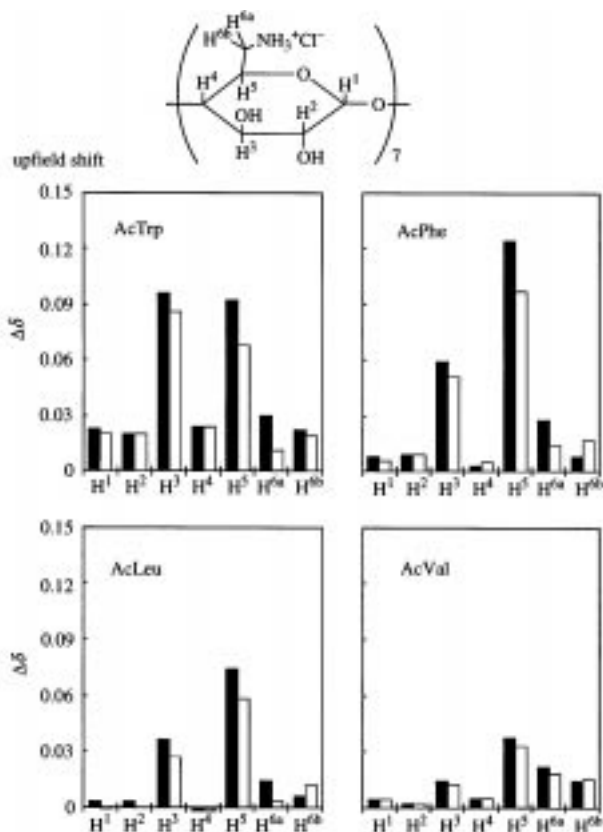 H6a
H6b
NH3+Cl−
H4
O
H1
H5
H2
OH
O
H3
OH
7
upfield shift
0.15
AcTrp
AcPhe
0.12
0.09
Δδ
0.06
0.03
0
H1 H2 H3 H4 H5 H6a H6b
H1 H2 H3 H4 H5 H6a H6b
0.15
AcLeu
AcVal
0.12
0.09
Δδ
0.06
0.03
0
H1 H2 H3 H4 H5 H6a H6b
H1 H2 H3 H4 H5 H6a H6b